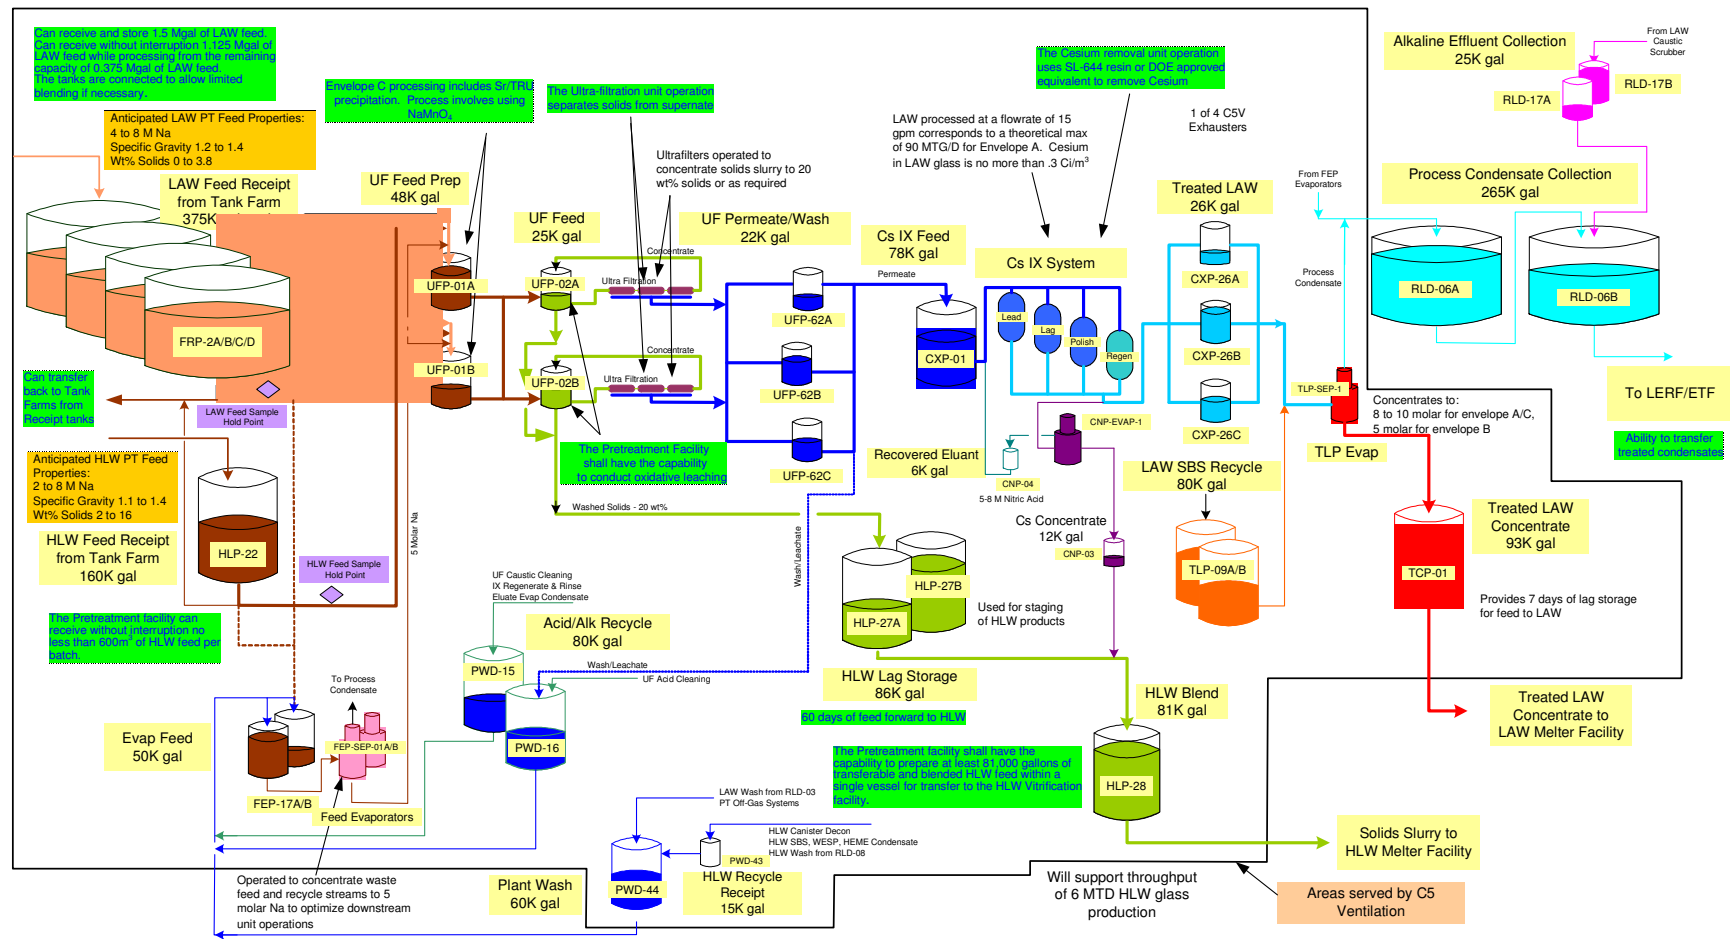 Can receive and store 1.5 Mgal of LAW feed.
Can receive without interruption 1.125 Mgal of
LAW feed while processing from the remaining
capacity of 0.375 Mgal of LAW feed.
The tanks are connected to allow limited
blending if necessary.
Anticipated LAW PT Feed Properties:
4 to 8 M Na
Specific Gravity 1.2 to 1.4
Wt% Solids 0 to 3.8
LAW Feed Receipt
from Tank Farm
375K
FRP-2A/B/C/D
Can transfer
back to Tank
Farms from
Receipt tanks
LAW Feed Sample
Hold Point
Anticipated HLW PT Feed
Properties:
2 to 8 M Na
Specific Gravity 1.1 to 1.4
Wt% Solids 2 to 16
HLW Feed Receipt
from Tank Farm
160K gal
HLP-22
HLW Feed Sample
Hold Point
The Pretreatment facility can
receive without interruption no
less than 600m3 of HLW feed per
batch.
Evap Feed
50K gal
FEP-17A/B
To Process
Condensate
FEP-SEP-01A/B
Feed Evaporators
Operated to concentrate waste
feed and recycle streams to 5
molar Na to optimize downstream
unit operations
5 Molar Na
Envelope C processing includes Sr/TRU
precipitation. Process involves using
NaMnO4
UF Feed Prep
48K gal
UFP-01A
UFP-01B
The Ultra-filtration unit operation
separates solids from supernate
Ultrafilters operated to
concentrate solids slurry to 20
wt% solids or as required
UF Feed
25K gal
UFP-02A
UFP-02B
Concentrate
Ultra Filtration
Concentrate
Ultra Filtration
UF Permeate/Wash
22K gal
UFP-62A
UFP-62B
UFP-62C
The Pretreatment Facility
shall have the capability
to conduct oxidative leaching
Washed Solids - 20 wt%
Wash/Leachate
UF Caustic Cleaning
IX Regenerate & Rinse
Eluate Evap Condensate
Acid/Alk Recycle
80K gal
PWD-15
PWD-16
Wash/Leachate
UF Acid Cleaning
Plant Wash
60K gal
PWD-44
LAW Wash from RLD-03
PT Off-Gas Systems
HLW Canister Decon
HLW SBS, WESP, HEME Condensate
HLW Wash from RLD-08
PWD-43
HLW Recycle
Receipt
15K gal
The Cesium removal unit operation
uses SL-644 resin or DOE approved
equivalent to remove Cesium
LAW processed at a flowrate of 15
gpm corresponds to a theoretical max
of 90 MTG/D for Envelope A. Cesium
in LAW glass is no more than .3 Ci/m3
1 of 4 C5V
Exhausters
Cs IX Feed
78K gal
Permeate
CXP-01
Cs IX System
Lead
Lag
Polish
Regen
Treated LAW
26K gal
CXP-26A
CXP-26B
CXP-26C
Recovered Eluant
6K gal
CNP-04
5-8 M Nitric Acid
CNP-EVAP-1
Cs Concentrate
12K gal
CNP-03
LAW SBS Recycle
80K gal
TLP-09A/B
HLP-27B
HLP-27A
Used for staging
of HLW products
HLW Lag Storage
86K gal
60 days of feed forward to HLW
The Pretreatment facility shall have the
capability to prepare at least 81,000 gallons of
transferable and blended HLW feed within a
single vessel for transfer to the HLW Vitrification
facility.
HLW Blend
81K gal
HLP-28
Will support throughput
of 6 MTD HLW glass
production
Areas served by C5
Ventilation
Solids Slurry to
HLW Melter Facility
Alkaline Effluent Collection
25K gal
From LAW
Caustic
Scrubber
RLD-17A
RLD-17B
From FEP
Evaporators
Process Condensate Collection
265K gal
Process
Condensate
RLD-06A
RLD-06B
To LERF/ETF
Ability to transfer
treated condensates
TLP-SEP-1
TLP Evap
Concentrates to:
8 to 10 molar for envelope A/C,
5 molar for envelope B
Treated LAW
Concentrate
93K gal
TCP-01
Provides 7 days of lag storage
for feed to LAW
Treated LAW
Concentrate to
LAW Melter Facility